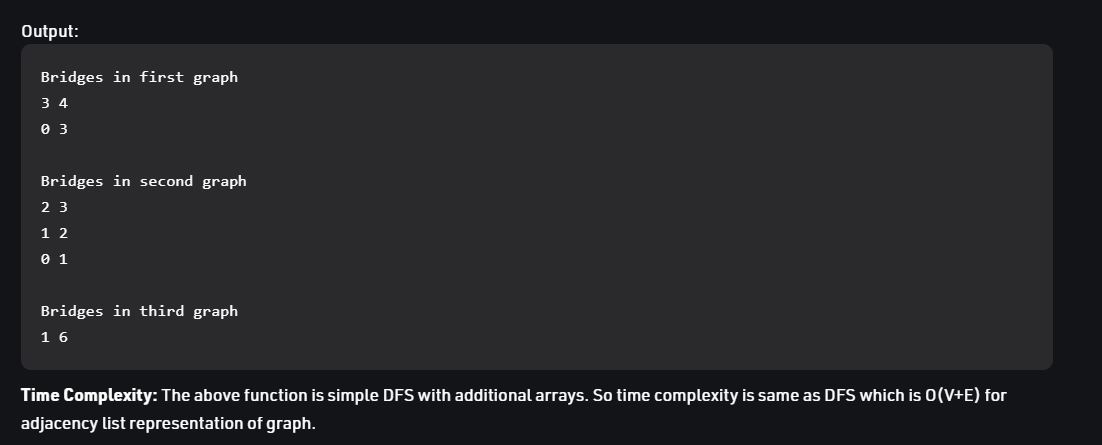 Output:
Bridges in first graph
3 4
0 3
Bridges in second graph
2 3
1 2
0 1
Bridges in third graph
1 6
Time Complexity: The above function is simple DFS with additional arrays. So time complexity is same as DFS which is O(V+E) for
adjacency list representation of graph.